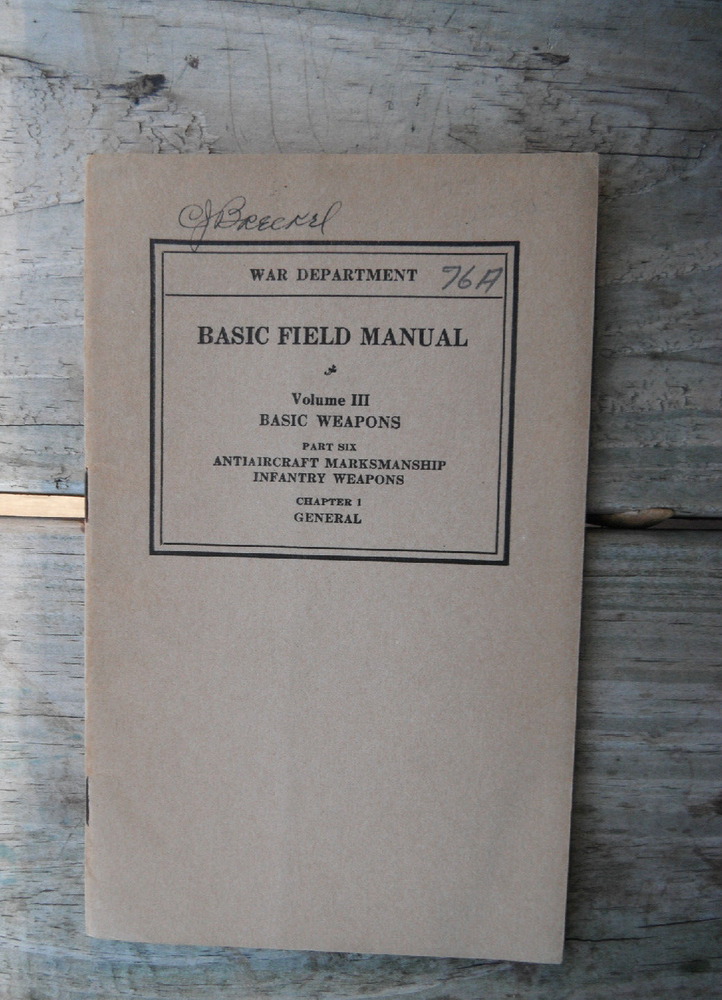 CJBreckel
WAR DEPARTMENT 76A
BASIC FIELD MANUAL
Volume III
BASIC WEAPONS
PART SIX
ANTIAIRCRAFT MARKSMANSHIP
INFANTRY WEAPONS
CHAPTER 1
GENERAL